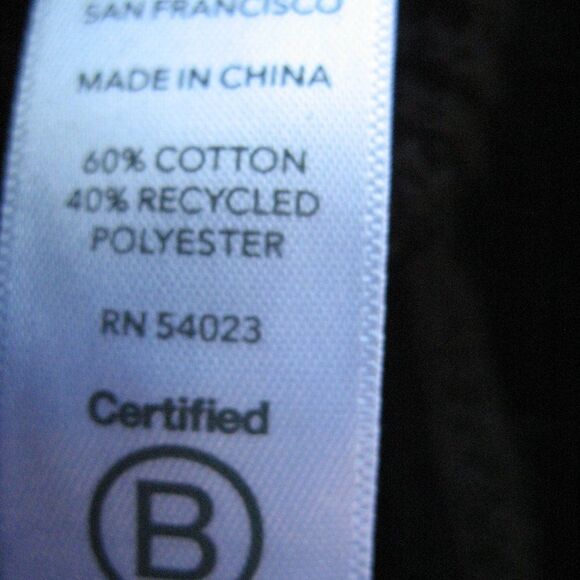 SAN FRANCISCO
MADE IN CHINA
60% COTTON
40% RECYCLED
POLYESTER
RN 54023
Certified
B